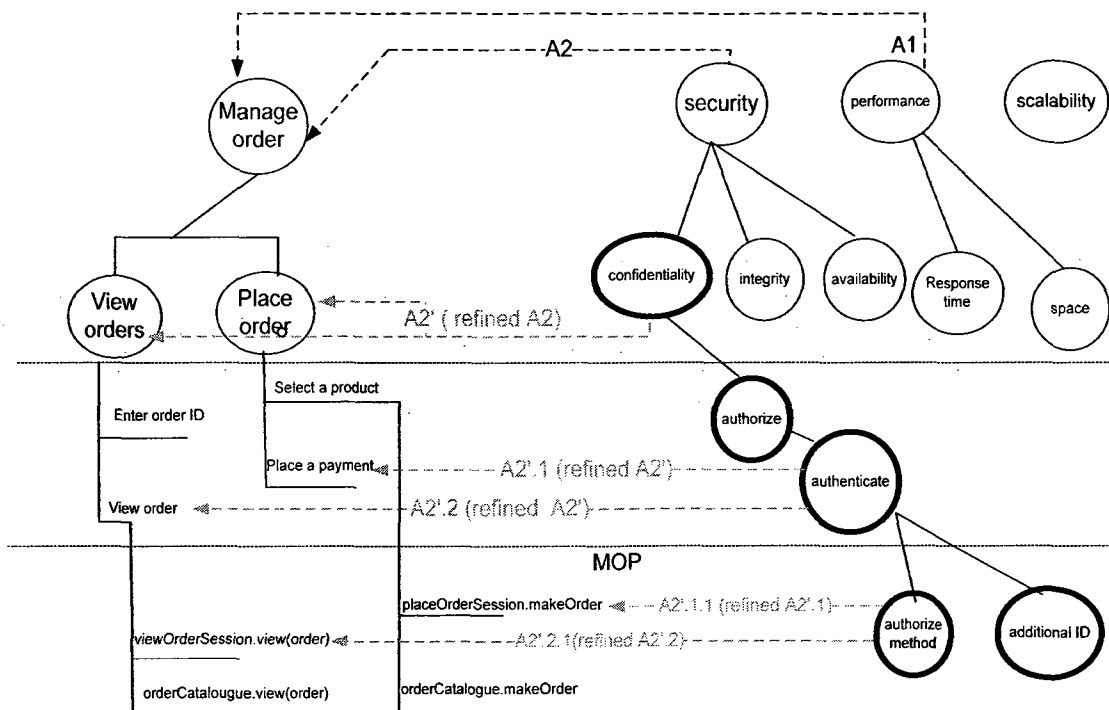 A2
A1
Manage
order
security
performance
scalability
confidentiality
integrity
availability
Response
time
space
View
orders
Place
order
A2' ( refined A2)
Select a product
Enter order ID
authorize
Place a payment
A2'.1 (refined A2')
authenticate
View order
A2'.2 (refined A2')
MOP
placeOrderSession.makeOrder
A2'.1.1 (refined A2'.1)
authorize
method
additional ID
viewOrderSession.view(order)
A2'.2.1(refined A2'.2)
orderCatalougue.view(order)
orderCatalogue.makeOrder